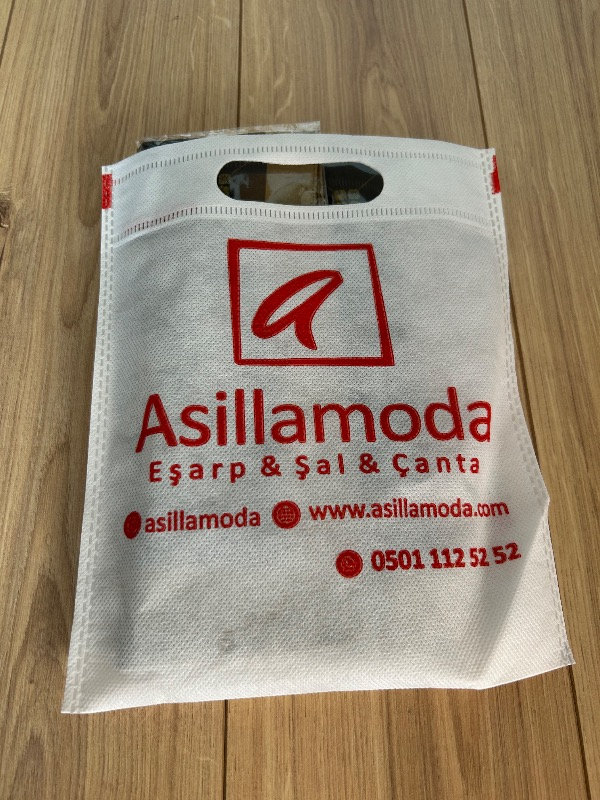 a
Asillamoda
Eşarp & Şal & Çanta
asillamoda www.asillamoda.com
0501 112 52 52